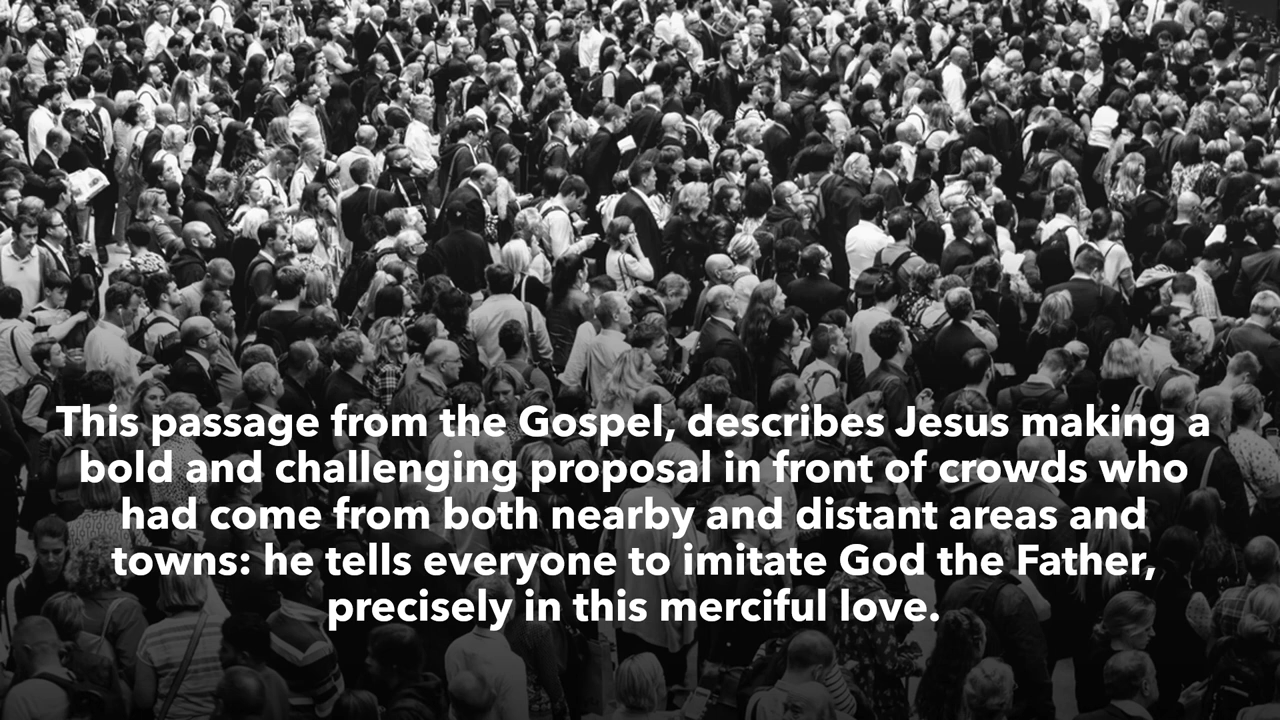 This passage from the Gospel, describes Jesus making a
bold and challenging proposal in front of crowds who
had come from both nearby and distant areas and
towns: he tells everyone to imitate God the Father,
precisely in this merciful love.